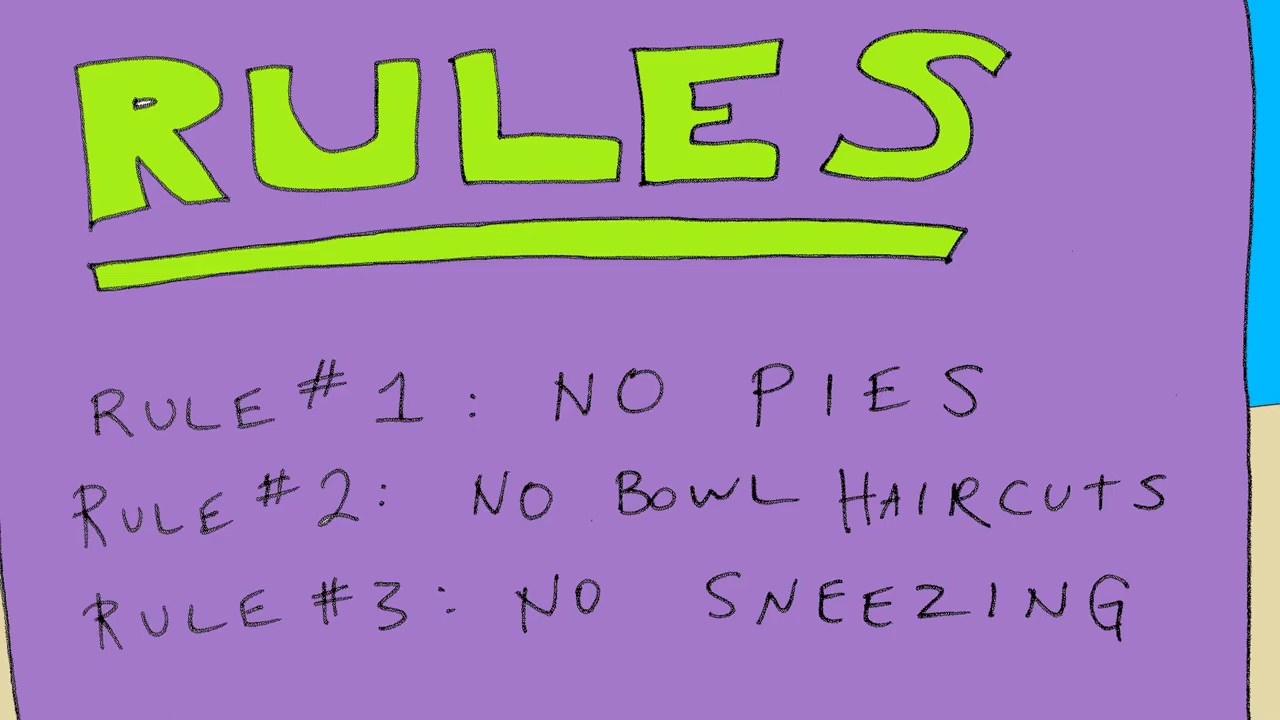 RULES
RULE #1: NO PIES
RULE #2: NO BOWL HAIRCUTS
RULE #3: NO SNEEZING